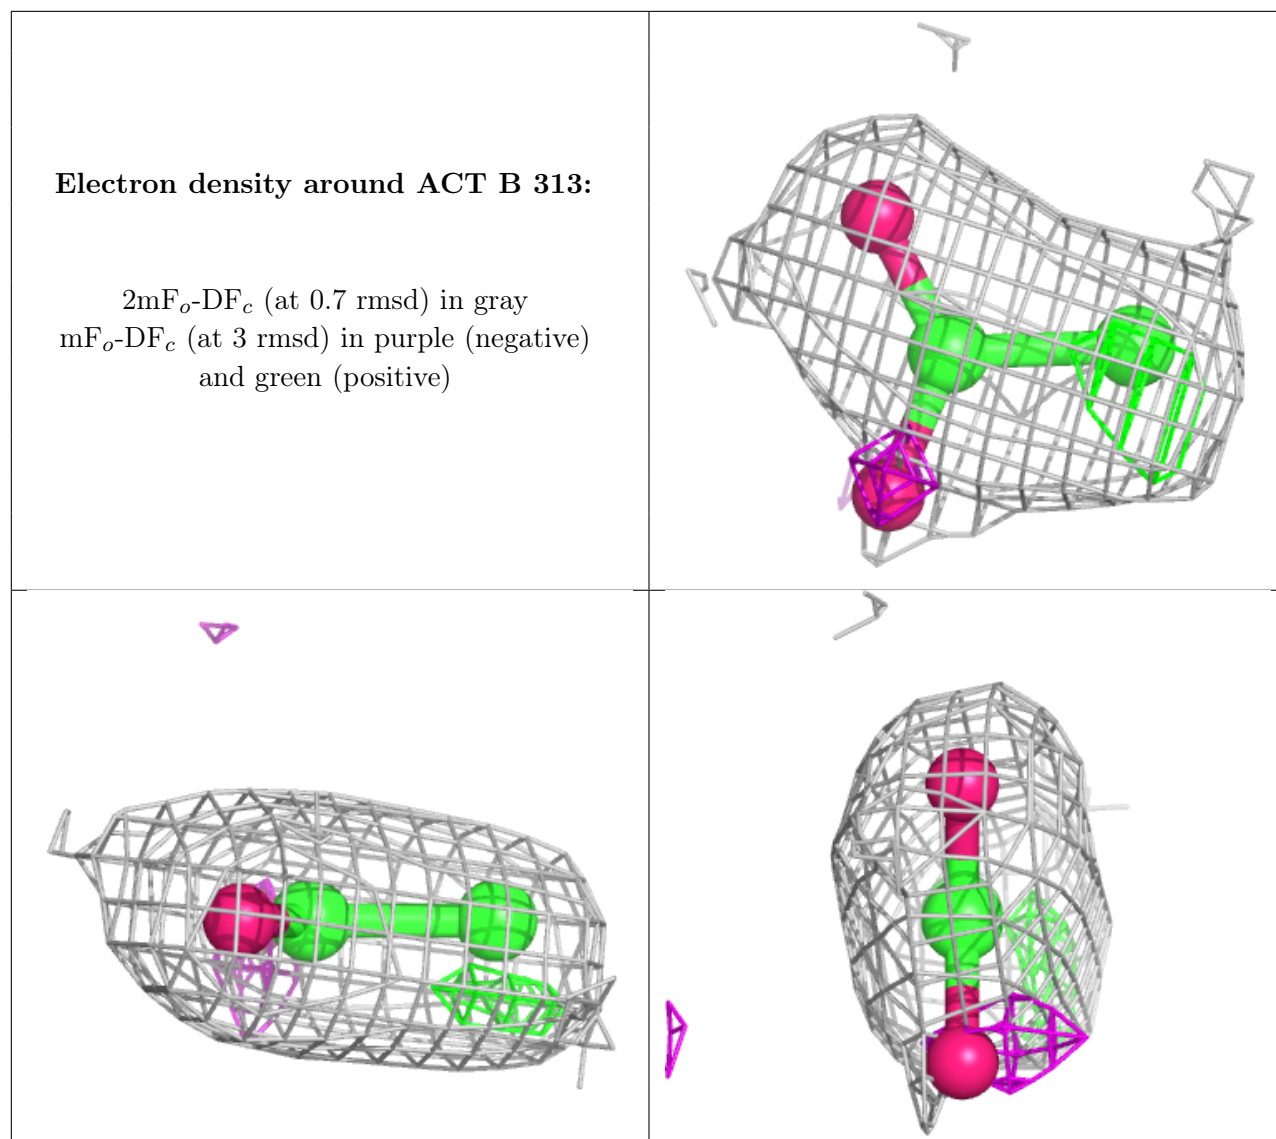 Electron density around ACT B 313:
2mFo-DFc (at 0.7 rmsd) in gray
mFo-DFc (at 3 rmsd) in purple (negative)
and green (positive)